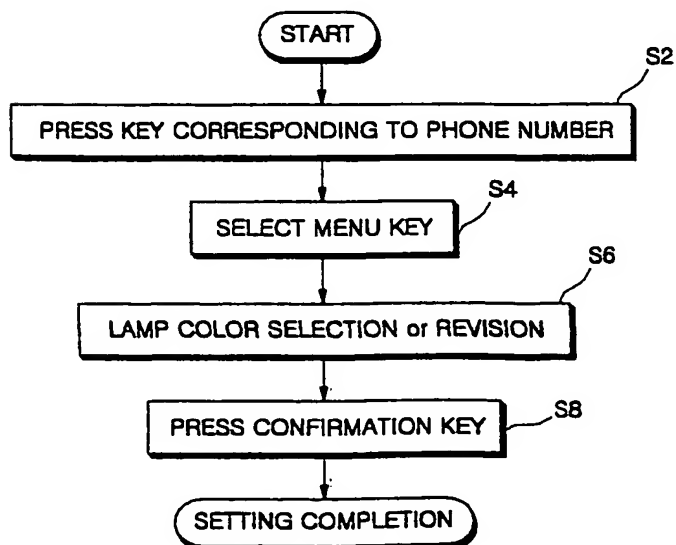 START
S2
PRESS KEY CORRESPONDING TO PHONE NUMBER
S4
SELECT MENU KEY
S6
LAMP COLOR SELECTION or REVISION
S8
PRESS CONFIRMATION KEY
SETTING COMPLETION